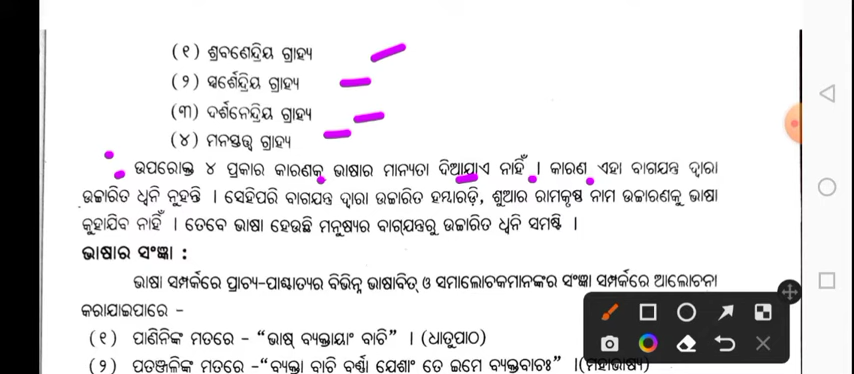 (୧) ଶ୍ରବଣେନ୍ଦ୍ରିୟ ଗ୍ରାହ୍ୟ
(୨) ସ୍ପର୍ଶେନ୍ଦ୍ରିୟ ଗ୍ରାହ୍ୟ
(୩) ଦର୍ଶନେନ୍ଦ୍ରିୟ ଗ୍ରାହ୍ୟ
(୪) ମନସ୍ତତ୍ତ୍ୱ ଗ୍ରାହ୍ୟ
ଉପରୋକ୍ତ ୪ ପ୍ରକାର କାରଣକୁ ଭାଷାର ମାନ୍ୟତା ଦିଆଯାଏ ନାହିଁ । କାରଣ ଏହା ବାଗଯନ୍ତ୍ର ଦ୍ୱାରା
ଉଚ୍ଚାରିତ ଧ୍ୱନି ନୁହନ୍ତି । ସେହିପରି ବାଗଯନ୍ତ୍ର ଦ୍ୱାରା ଉଚ୍ଚାରିତ ହମ୍ଭାରଡ଼ି, ଶୁଆର ରାମକୃଷ୍ଣ ନାମ ଉଚ୍ଚାରଣକୁ ଭାଷା
କୁହାଯିବ ନାହିଁ । ତେବେ ଭାଷା ହେଉଛି ମନୁଷ୍ୟର ବାଗ୍‌ଯନ୍ତ୍ରରୁ ଉଚ୍ଚାରିତ ଧ୍ୱନି ସମଷ୍ଟି ।
ଭାଷାର ସଂଜ୍ଞା :
ଭାଷା ସମ୍ପର୍କରେ ପ୍ରାଚ୍ୟ-ପାଶ୍ଚାତ୍ୟର ବିଭିନ୍ନ ଭାଷାବିତ୍ ଓ ସମାଲୋଚକମାନଙ୍କର ସଂଜ୍ଞା ସମ୍ପର୍କରେ ଆଲୋଚନା
କରାଯାଇପାରେ -
(୧) ପାଣିନିଙ୍କ ମତରେ - “ଭାଷ୍ ବ୍ୟକ୍ତାୟାଂ ବାଚି” । (ଧାତୁପାଠ)
(୨) ପତଞ୍ଜଳିଙ୍କ ମତରେ -“ବ୍ୟକ୍ତା ବାଚି ବର୍ଣ୍ଣା ଯେଶାଂ ତେ ଇମେ ବ୍ୟକ୍ତବାଚଃ” ।(ମହାଭାଷ୍ୟ)